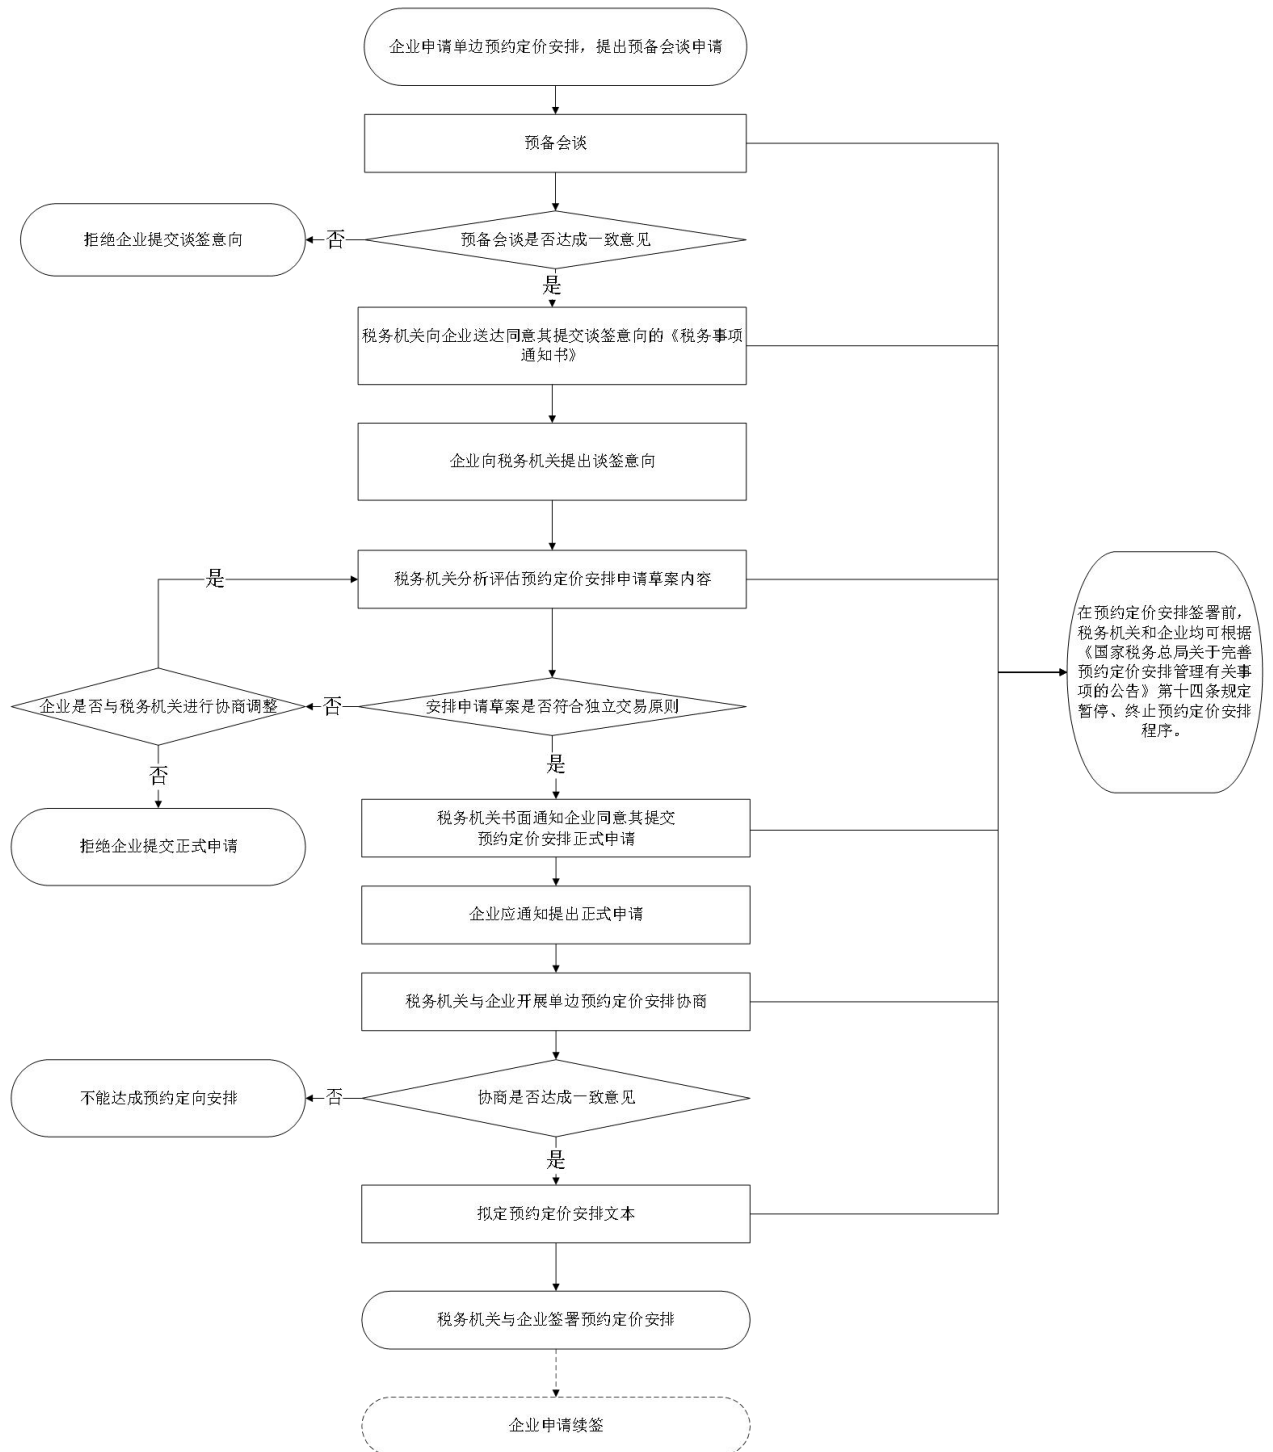 企业申请单边预约定价安排，提出预备会谈申请
预备会谈
预备会谈是否达成一致意见
否
拒绝企业提交谈签意向
是
税务机关向企业送达同意其提交谈签意向的《税务事项
通知书》
企业向税务机关提出谈签意向
税务机关分析评估预约定价安排申请草案内容
是
安排申请草案是否符合独立交易原则
否
企业是否与税务机关进行协商调整
否
拒绝企业提交正式申请
是
税务机关书面通知企业同意其提交
预约定价安排正式申请
企业应通知提出正式申请
税务机关与企业开展单边预约定价安排协商
协商是否达成一致意见
否
不能达成预约定向安排
是
拟定预约定价安排文本
税务机关与企业签署预约定价安排
企业申请续签
在预约定价安排签署前，
税务机关和企业均可根据
《国家税务总局关于完善
预约定价安排管理有关事
项的公告》第十四条规定
暂停、终止预约定价安排
程序。